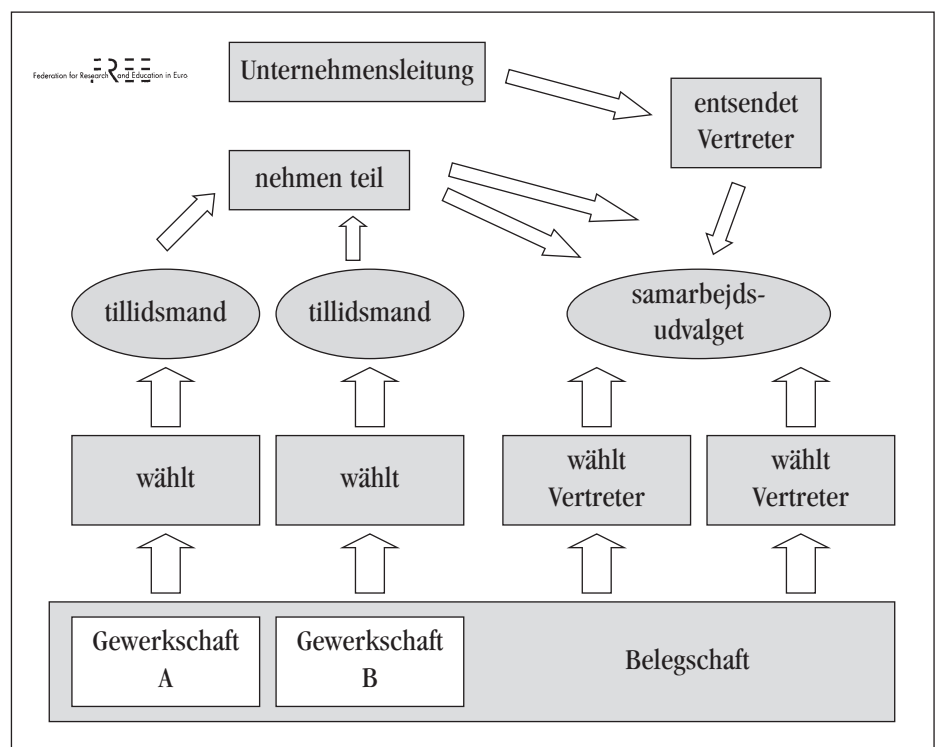 FREE
Federation for Research and Education in Euro
Unternehmensleitung
entsendet
Vertreter
nehmen teil
tillidsmand
tillidsmand
samarbejds-
udvalget
wählt
wählt
wählt
Vertreter
wählt
Vertreter
Gewerkschaft
A
Gewerkschaft
B
Belegschaft